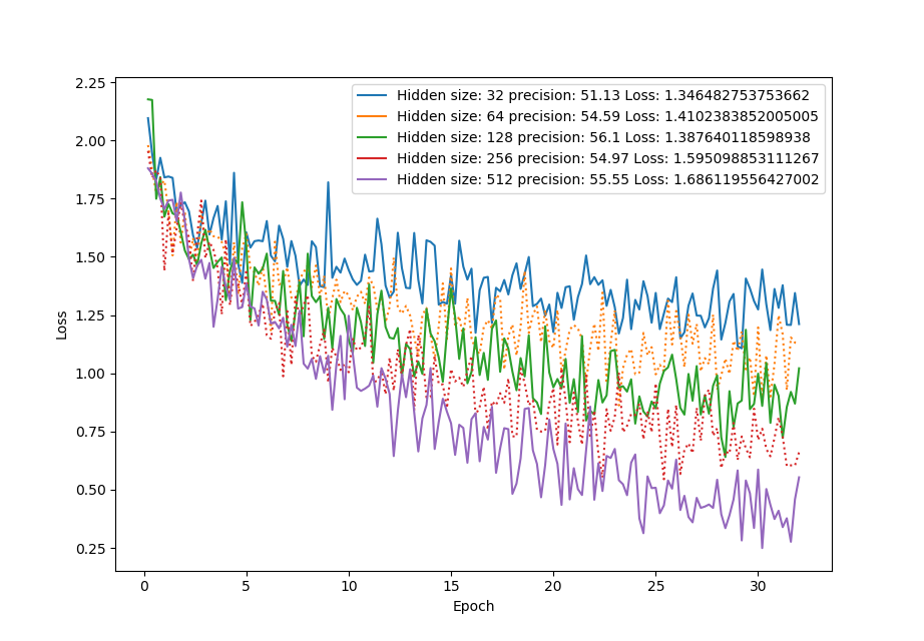 2.25
2.00
1.75
1.50
1.25
1.00
0.75
0.50
0.25
Loss
Hidden size: 32 precision: 51.13 Loss: 1.346482753753662
Hidden size: 64 precision: 54.59 Loss: 1.4102383852005005
Hidden size: 128 precision: 56.1 Loss: 1.387640118598938
Hidden size: 256 precision: 54.97 Loss: 1.595098853111267
Hidden size: 512 precision: 55.55 Loss: 1.686119556427002
0 5 10 15 20 25 30
Epoch